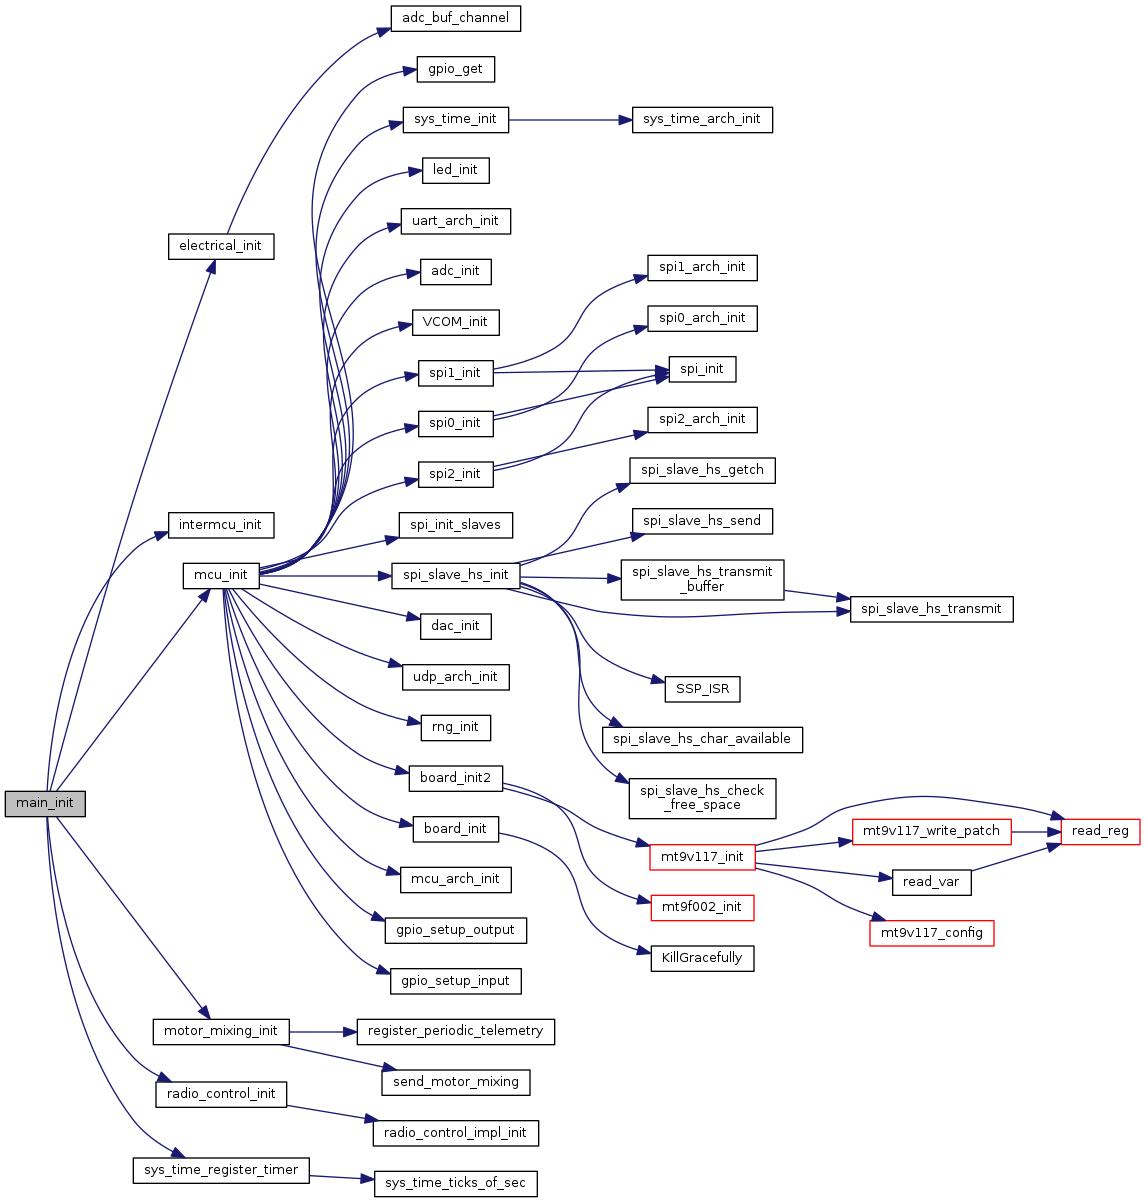 adc_buf_channel
gpio_get
sys_time_init
sys_time_arch_init
led_init
uart_arch_init
electrical_init
adc_init
spi1_arch_init
VCOM_init
spi0_arch_init
spi1_init
spi_init
spi0_init
spi2_arch_init
spi2_init
spi_slave_hs_getch
intermcu_init
spi_init_slaves
spi_slave_hs_send
mcu_init
spi_slave_hs_init
spi_slave_hs_transmit
_buffer
spi_slave_hs_transmit
dac_init
udp_arch_init
SSP_ISR
rng_init
spi_slave_hs_char_available
board_init2
spi_slave_hs_check
_free_space
main_init
board_init
mt9v117_write_patch
read_reg
mt9v117_init
mcu_arch_init
read_var
mt9f002_init
gpio_setup_output
mt9v117_config
KillGracefully
gpio_setup_input
motor_mixing_init
register_periodic_telemetry
send_motor_mixing
radio_control_init
radio_control_impl_init
sys_time_register_timer
sys_time_ticks_of_sec